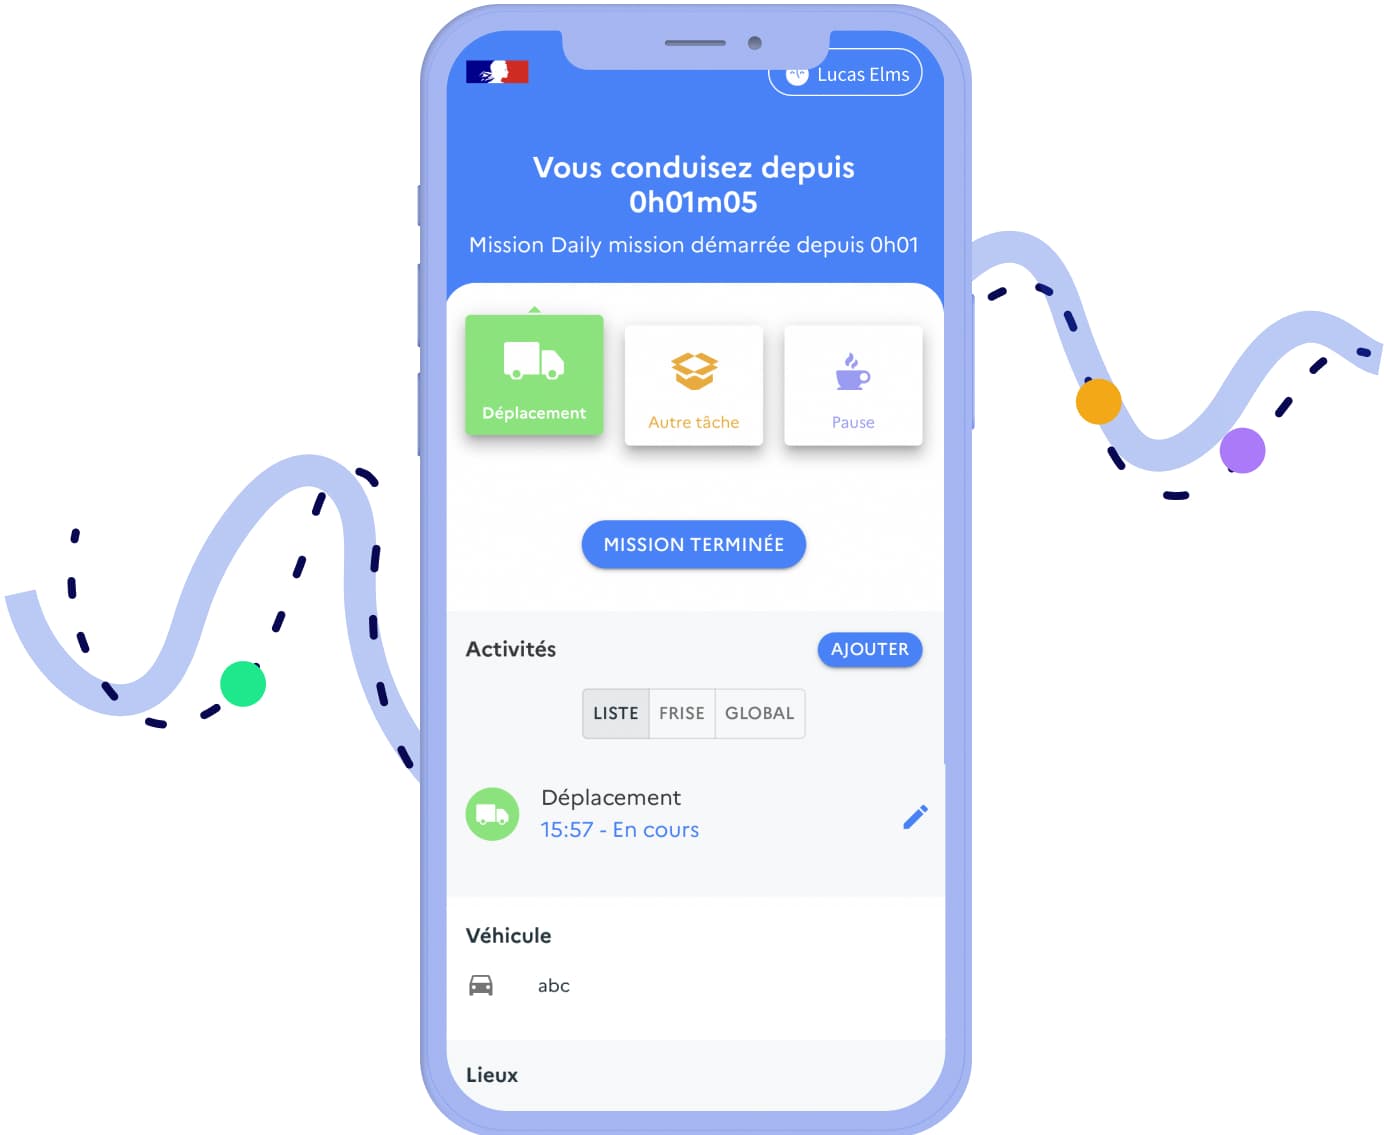 Lucas Elms
Vous conduisez depuis
0h01m05
Mission Daily mission démarrée depuis 0h01
Déplacement
Autre tâche
Pause
MISSION TERMINÉE
Activités
AJOUTER
LISTE
FRISE
GLOBAL
Déplacement
15:57 - En cours
Véhicule
abc
Lieux